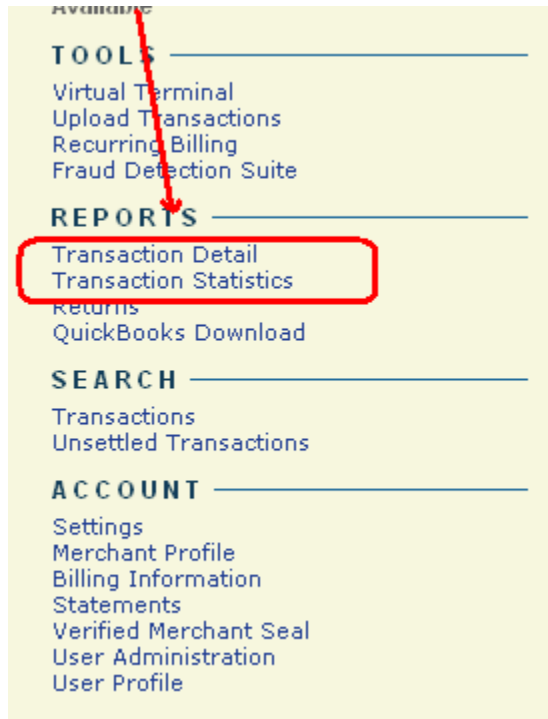 Available
TOOLS
Virtual Terminal
Upload Transactions
Recurring Billing
Fraud Detection Suite
REPORTS
Transaction Detail
Transaction Statistics
Returns
QuickBooks Download
SEARCH
Transactions
Unsettled Transactions
ACCOUNT
Settings
Merchant Profile
Billing Information
Statements
Verified Merchant Seal
User Administration
User Profile